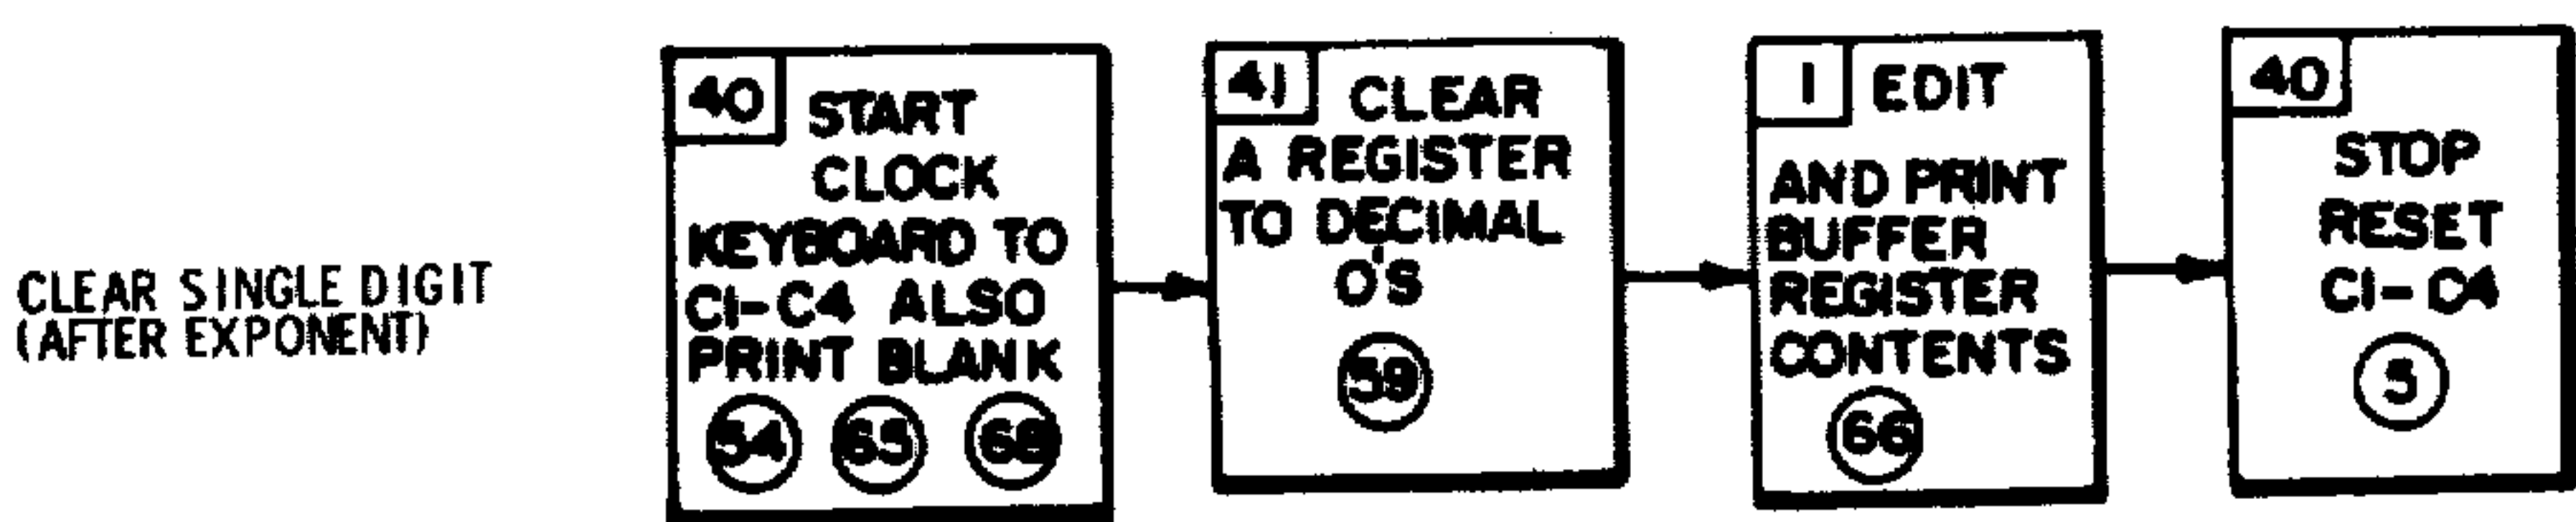 CLEAR SINGLE DIGIT
(AFTER EXPONENT)
40 START
CLOCK
KEYBOARD TO
C1-C4 ALSO
PRINT BLANK
54 65 68
41 CLEAR
A REGISTER
TO DECIMAL
O'S
59
1 EDIT
AND PRINT
BUFFER
REGISTER
CONTENTS
66
40
STOP
RESET
C1-C4
5